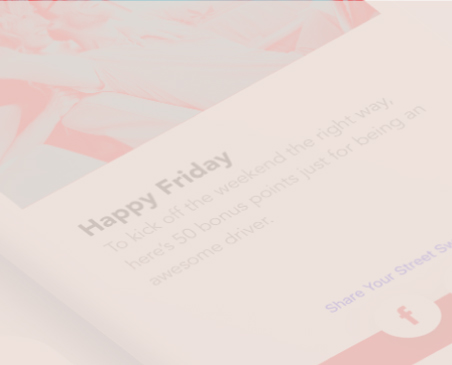 Happy Friday
To kick off the weekend the right way,
here's 50 bonus points just for being an
awesome driver.
Share Your Street